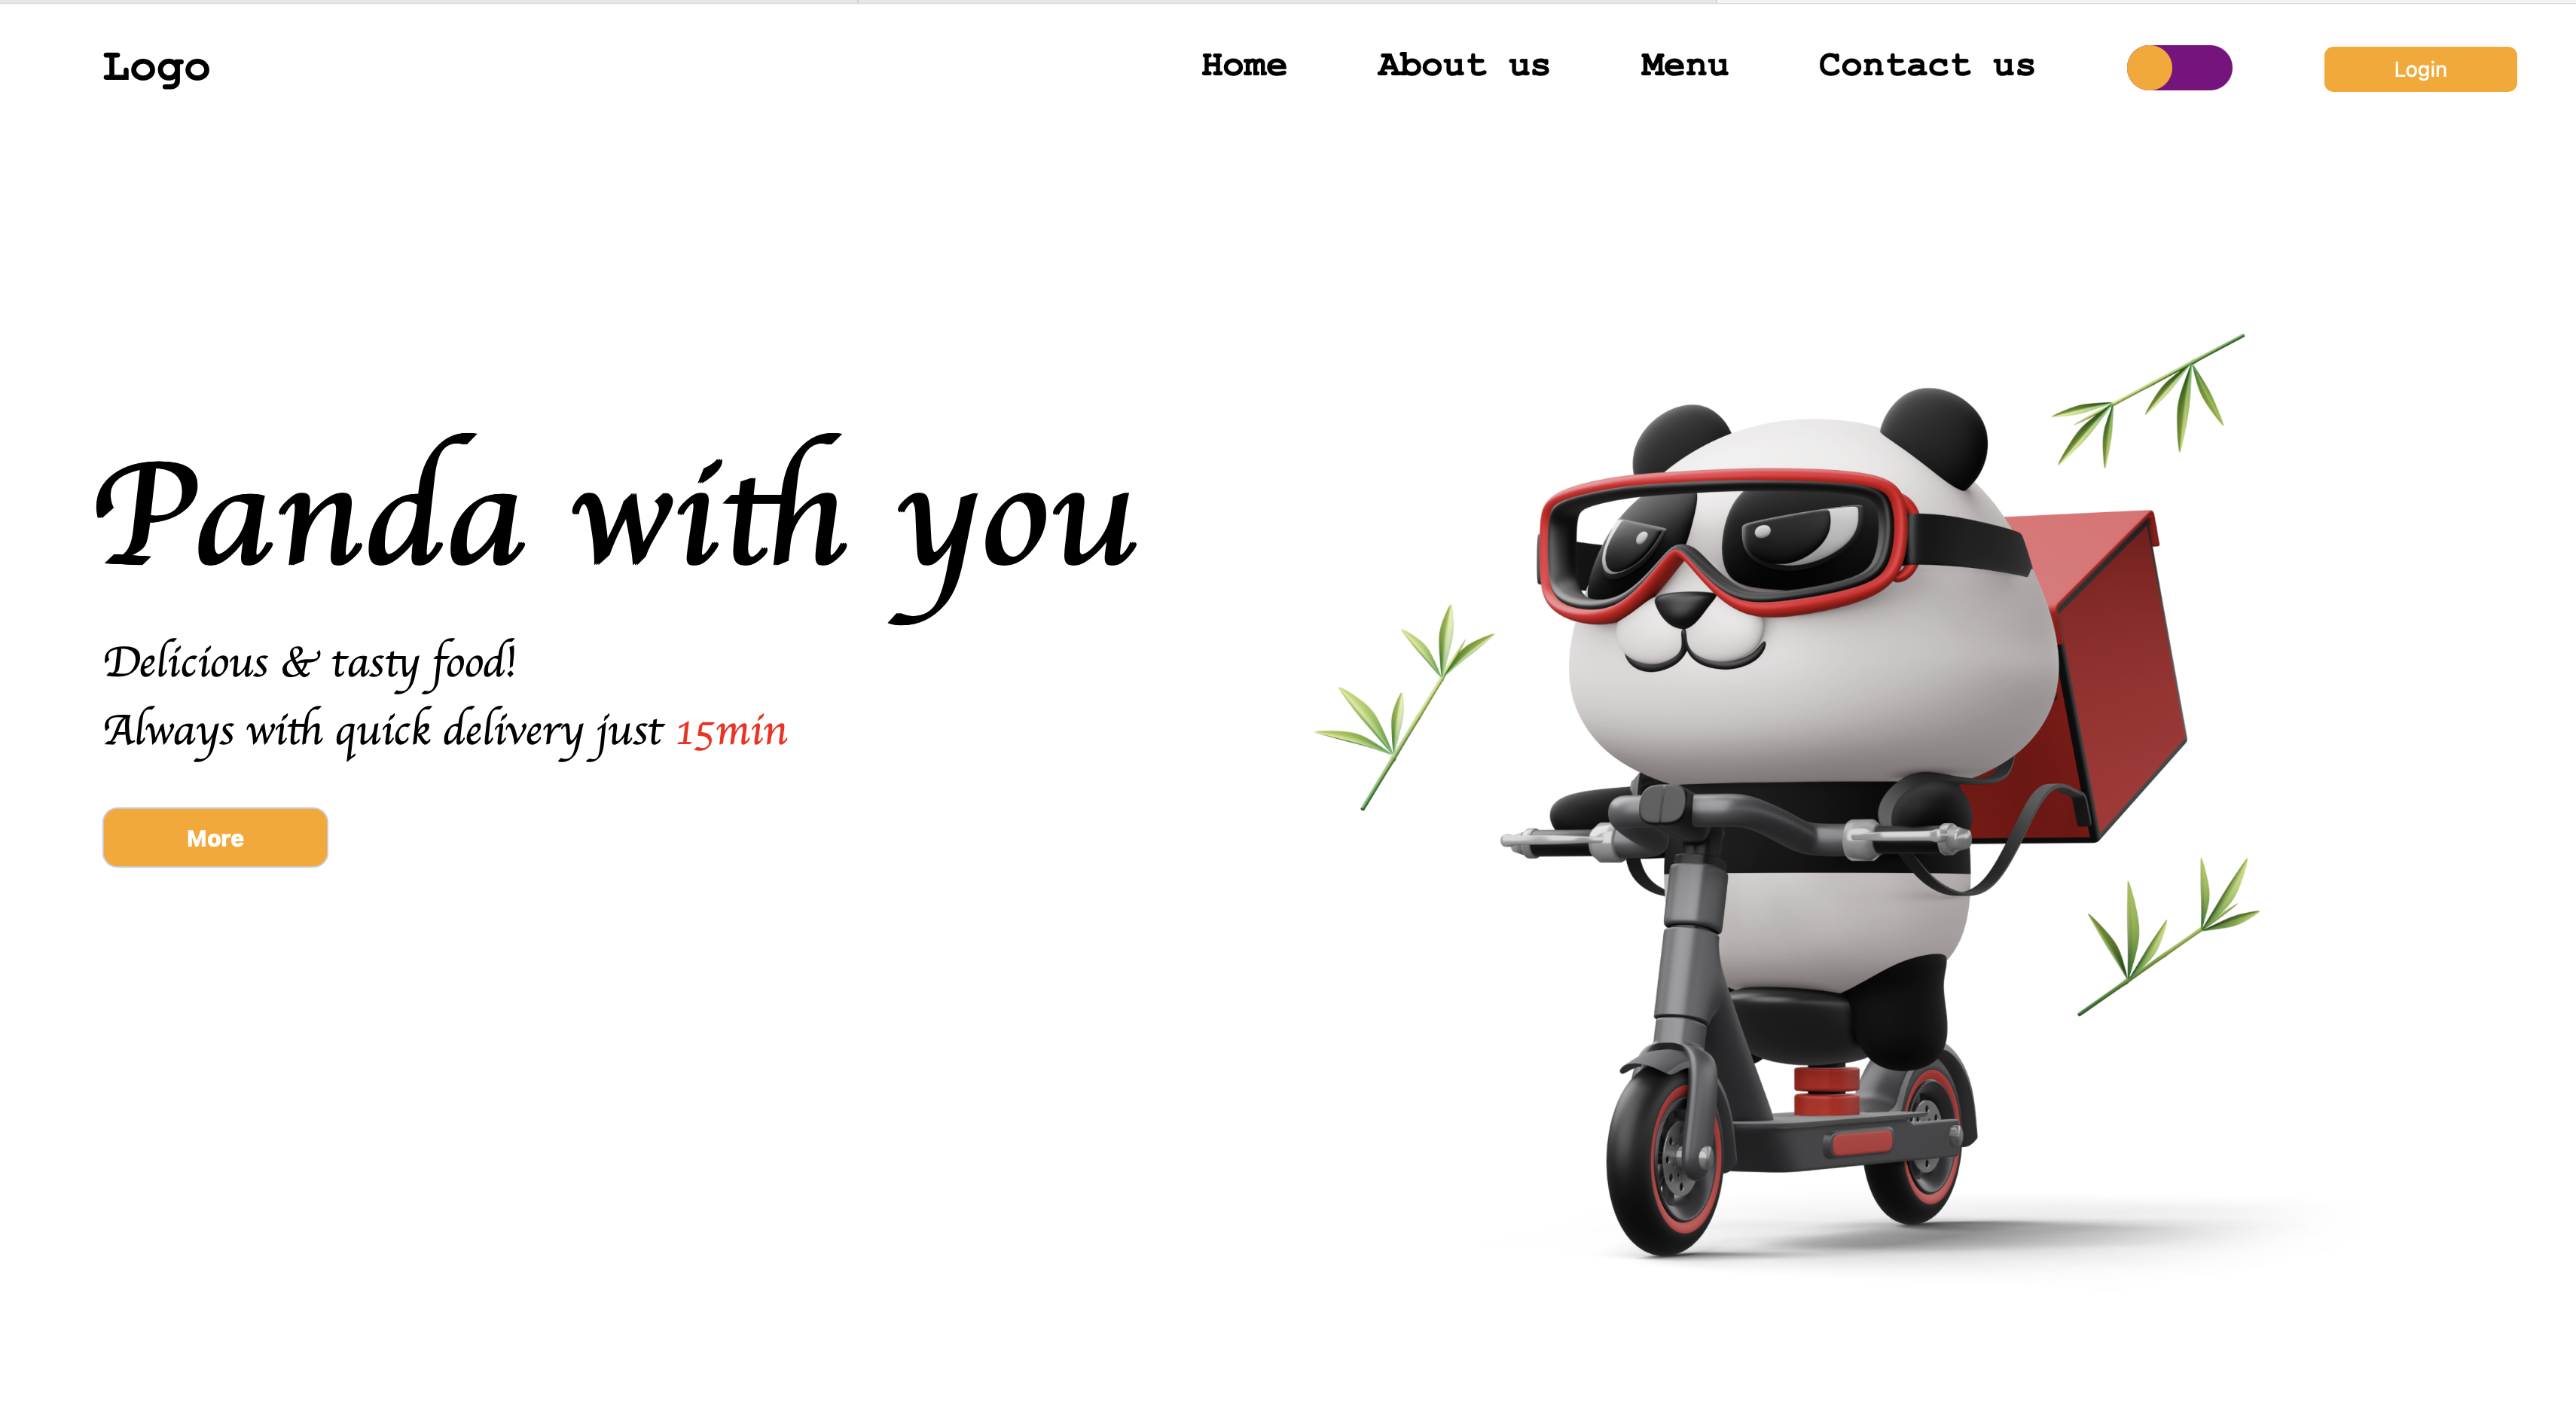 Logo
Home About us Menu Contact us Login
Panda with you
Delicious & tasty food!
Always with quick delivery just 15min
More